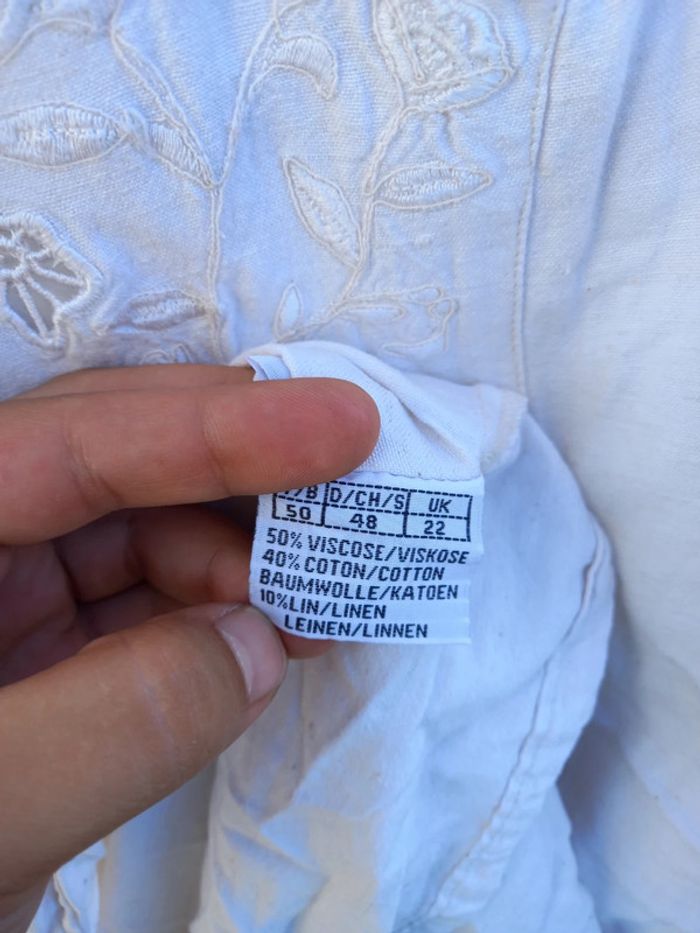 /B D/CH/S UK
50 48 22
50% VISCOSE/VISKOSE
40% COTON/COTTON
BAUMWOLLE/KATOEN
10%LIN/LINEN
LEINEN/LINNEN